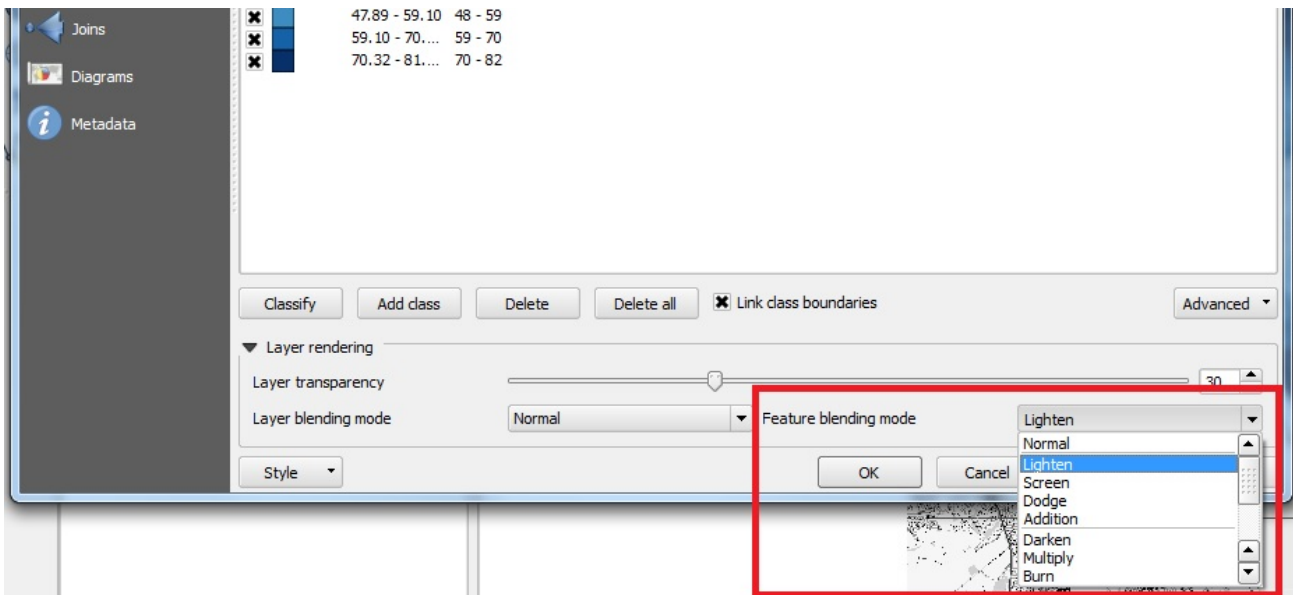 Joins
Diagrams
Metadata
47.89 - 59.10 48 - 59
59.10 - 70.... 59 - 70
70.32 - 81.... 70 - 82
Classify Add class Delete Delete all Link class boundaries Advanced
Layer rendering
Layer transparency 30
Layer blending mode Normal Feature blending mode Lighten
Normal
Style OK Cancel Lighten
Screen
Dodge
Addition
Darken
Multiply
Burn